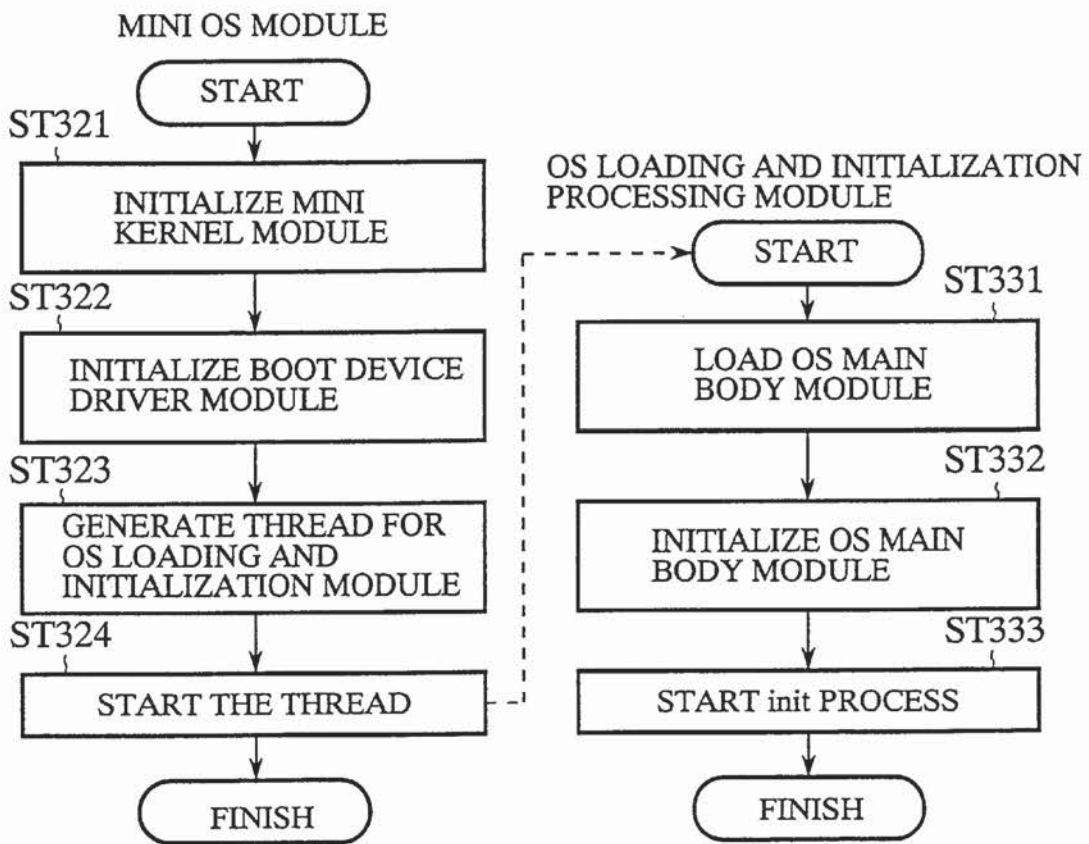 MINI OS MODULE
START
ST321
INITIALIZE MINI
KERNEL MODULE
ST322
INITIALIZE BOOT DEVICE
DRIVER MODULE
ST323
GENERATE THREAD FOR
OS LOADING AND
INITIALIZATION MODULE
ST324
START THE THREAD
FINISH
OS LOADING AND INITIALIZATION
PROCESSING MODULE
START
ST331
LOAD OS MAIN
BODY MODULE
ST332
INITIALIZE OS MAIN
BODY MODULE
ST333
START init PROCESS
FINISH